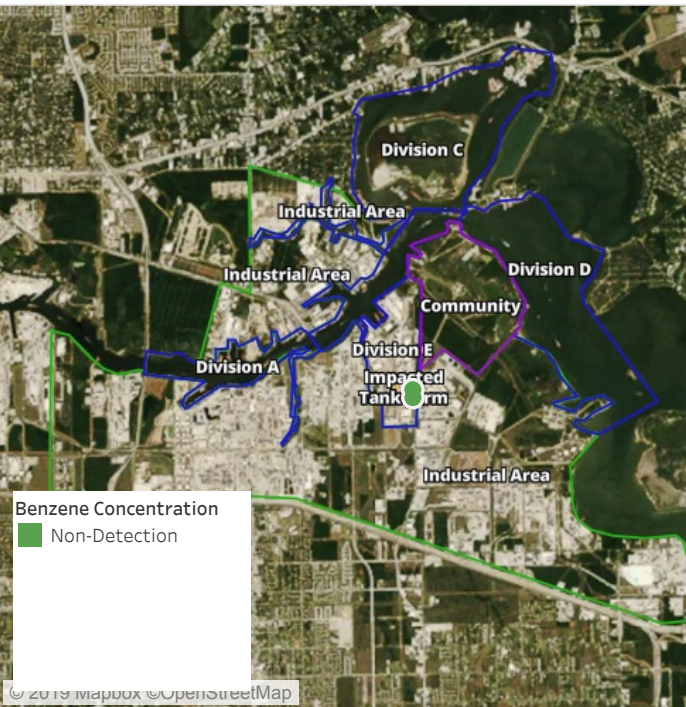 Division C
Industrial Area
Division D
Industrial Area
Community
Division E
Division A
Impacted
Tank
Industrial Area
Benzene Concentration
Non-Detection
© 2019 Mapbox ©OpenStreetMap